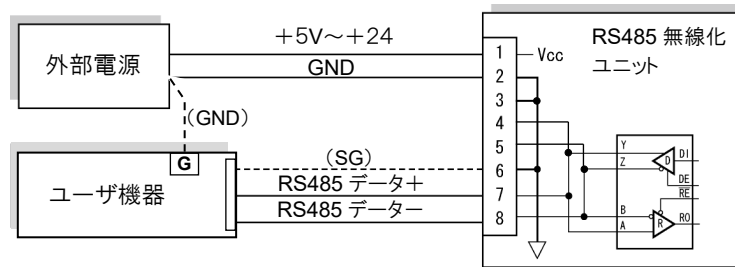 外部電源
+5V~+24
GND
(GND)
G
ユーザ機器
(SG)
RS485 データ+
RS485 データー
RS485 無線化
ユニット
1
2
3
4
5
6
7
8
Vcc
Y
Z
D
DI
DE
RE
B
A
R
RO